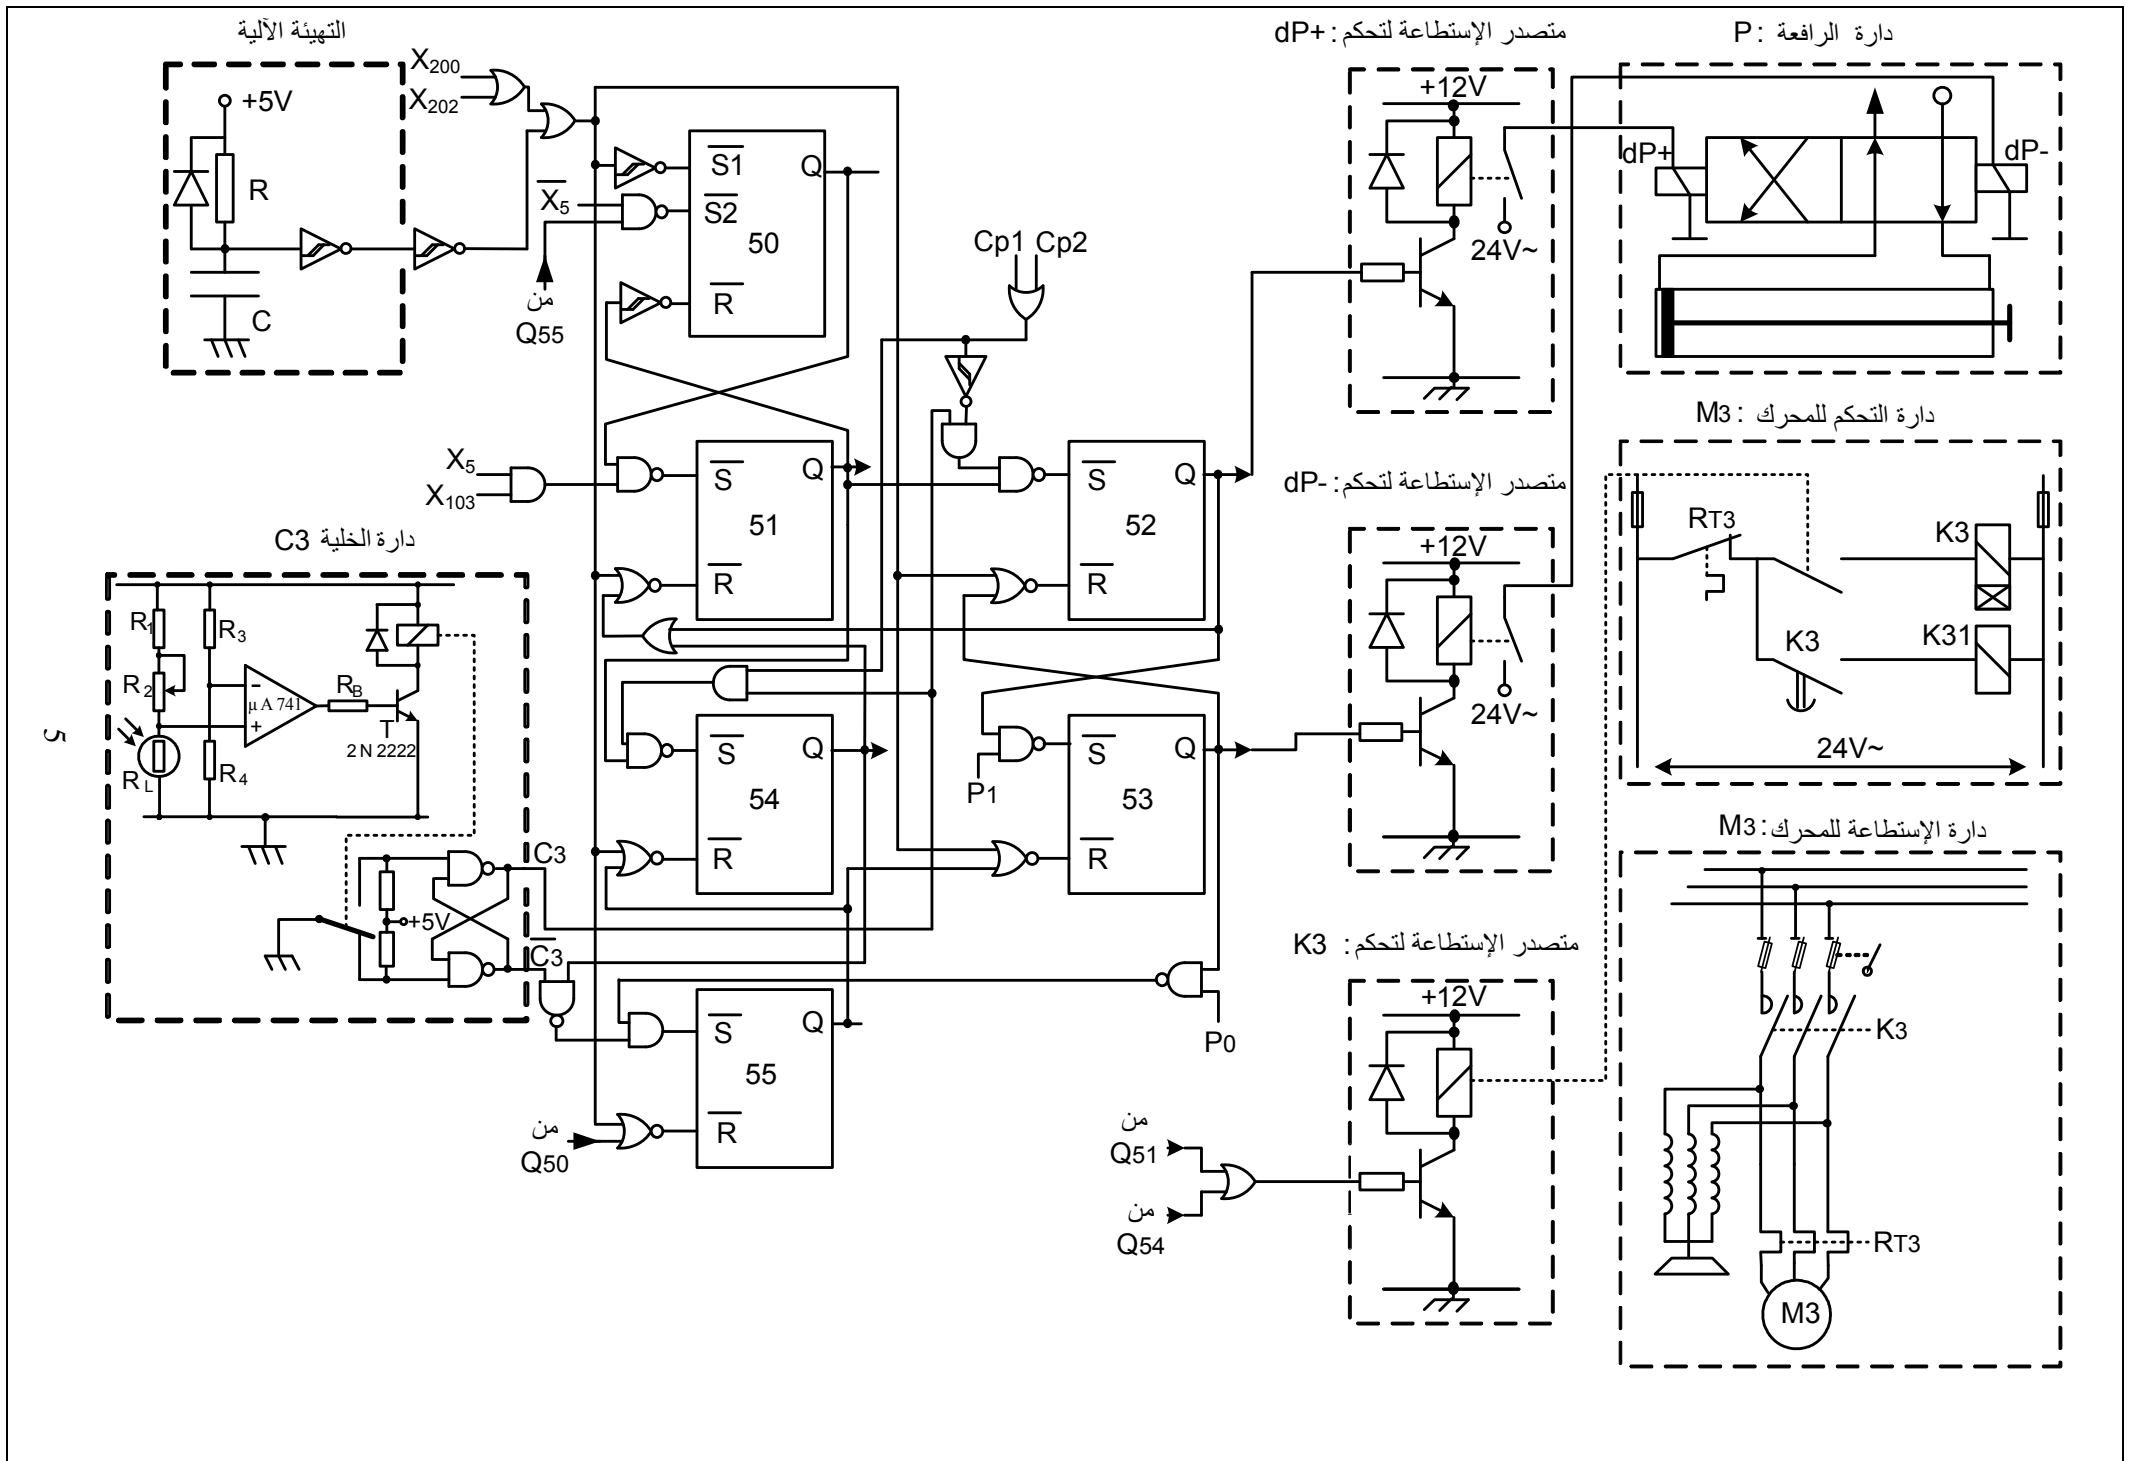 التهيئة الآلية
+5V
R
C
X200
X202
X̅5
من
Q55
S̅1̅
S̅2̅
R̅
Q
50
Cp1 Cp2
متصدر الإستطاعة لتحكم : dP+
+12V
24V~
دارة الرافعة : P
dP+
dP-
X5
X103
S̅
Q
51
R̅
S̅
Q
52
R̅
متصدر الإستطاعة لتحكم : dP-
+12V
24V~
دارة التحكم للمحرك : M3
RT3
K3
K3
K31
24V~
دارة الخلية C3
R1
R2
RL
R3
R4
−
+
µA 741
RB
T
2N2222
+5V
C3
C̅3̅
S̅
Q
54
R̅
P1
S̅
Q
53
R̅
P0
S̅
Q
55
R̅
من
Q50
متصدر الإستطاعة لتحكم : K3
+12V
من
Q51
من
Q54
دارة الإستطاعة للمحرك : M3
K3
RT3
M3
5